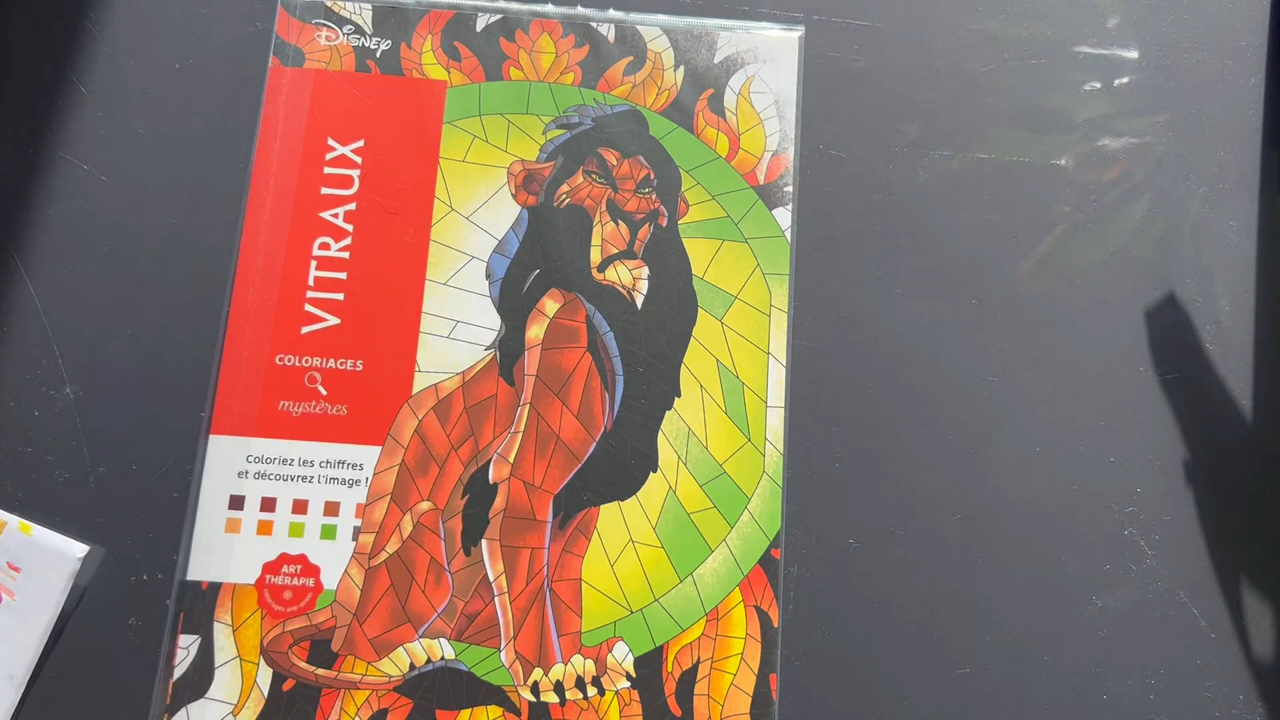 Disney
VITRAUX
COLORIAGES
mystères
Coloriez les chiffres
et découvrez l'image !
ART
THÉRAPIE